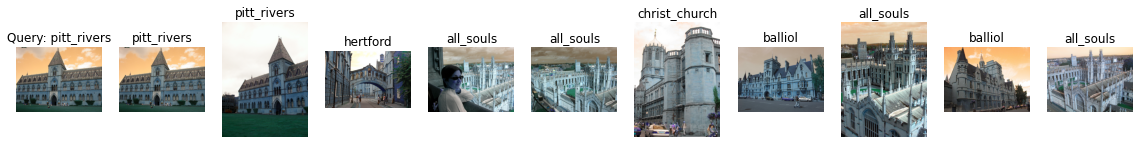 Query: pitt_rivers
pitt_rivers
pitt_rivers
hertford
all_souls
all_souls
christ_church
balliol
all_souls
balliol
all_souls